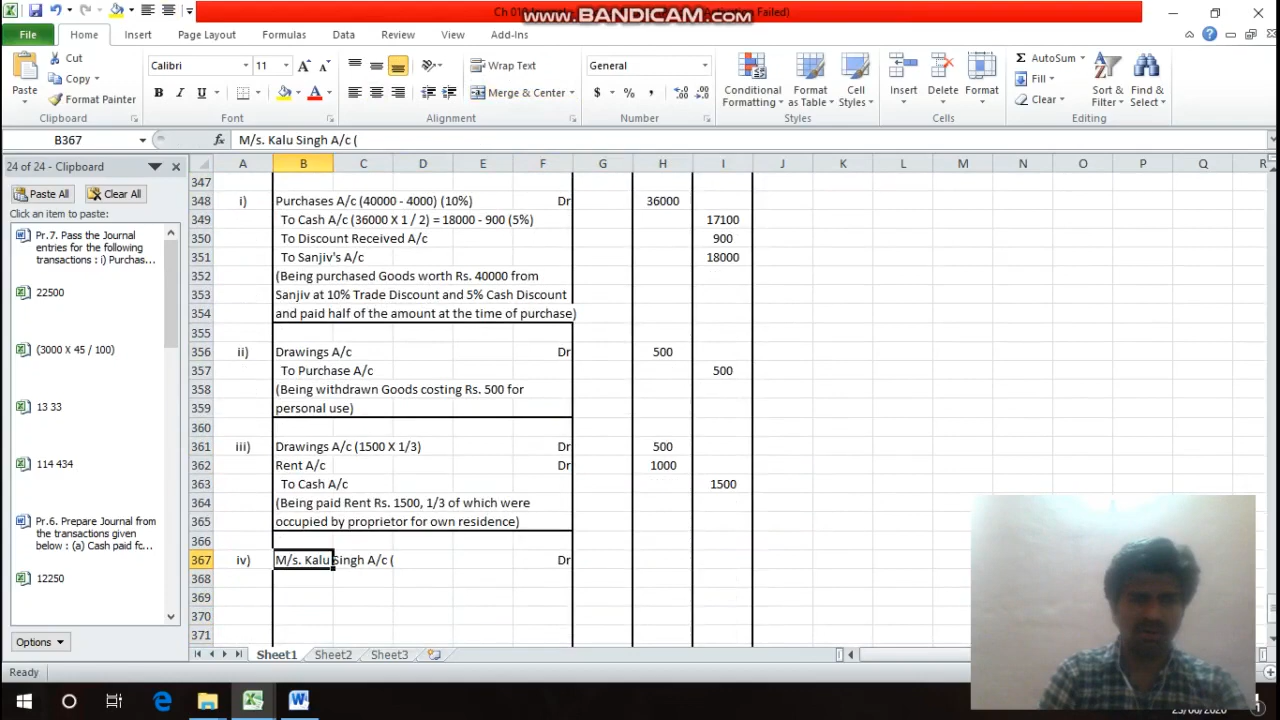 Ch 01
www.BANDICAM.com
ation Failed)
File Home Insert Page Layout Formulas Data Review View Add-Ins
Cut
Copy
Format Painter
Paste
Clipboard
Calibri 11
B I U
Font
Wrap Text
Merge & Center
Alignment
General
$ % ,
Number
Conditional Formatting
Format as Table
Cell Styles
Styles
Insert Delete Format
Cells
AutoSum
Fill
Clear
Sort & Filter
Find & Select
Editing
B367 fx M/s. Kalu Singh A/c (
24 of 24 - Clipboard
Paste All Clear All
Click an item to paste:
Pr.7. Pass the Journal
entries for the following
transactions : i) Purchas...
22500
(3000 X 45 / 100)
13 33
114 434
Pr.6. Prepare Journal from
the transactions given
below : (a) Cash paid fc...
12250
Options
A B C D E F G H I J K L M N O P Q R
347
348 i) Purchases A/c (40000 - 4000) (10%) Dr 36000
349 To Cash A/c (36000 X 1 / 2) = 18000 - 900 (5%) 17100
350 To Discount Received A/c 900
351 To Sanjiv's A/c 18000
352 (Being purchased Goods worth Rs. 40000 from
353 Sanjiv at 10% Trade Discount and 5% Cash Discount
354 and paid half of the amount at the time of purchase)
355
356 ii) Drawings A/c Dr 500
357 To Purchase A/c 500
358 (Being withdrawn Goods costing Rs. 500 for
359 personal use)
360
361 iii) Drawings A/c (1500 X 1/3) Dr 500
362 Rent A/c Dr 1000
363 To Cash A/c 1500
364 (Being paid Rent Rs. 1500, 1/3 of which were
365 occupied by proprietor for own residence)
366
367 iv) M/s. Kalu Singh A/c ( Dr
368
369
370
371
Sheet1 Sheet2 Sheet3
Ready